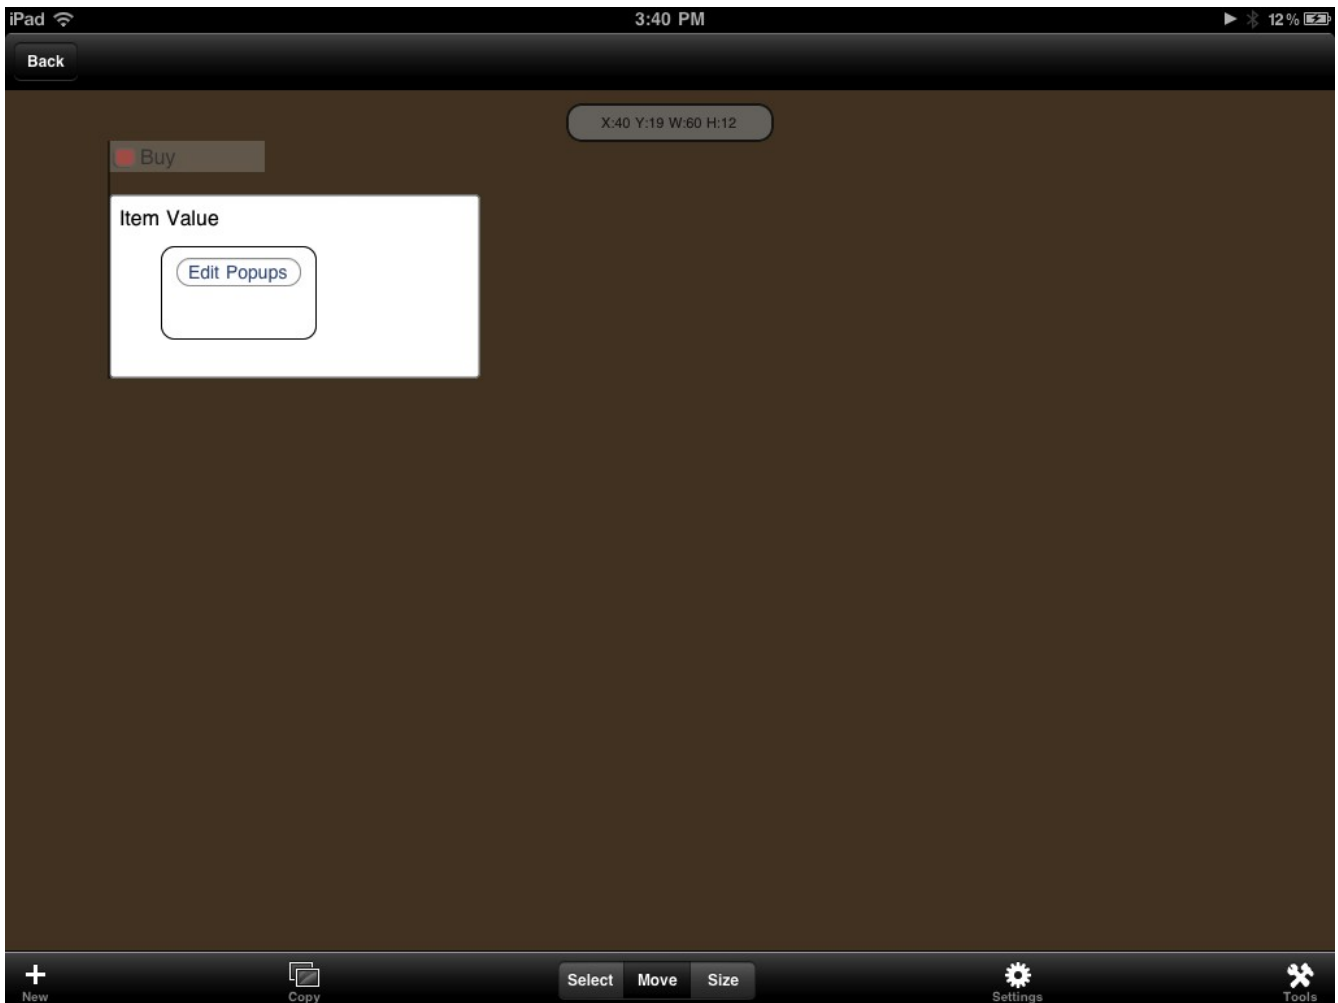 iPad 3:40 PM 12%
Back
X:40 Y:19 W:60 H:12
Buy
Item Value
Edit Popups
New Copy Select Move Size Settings Tools